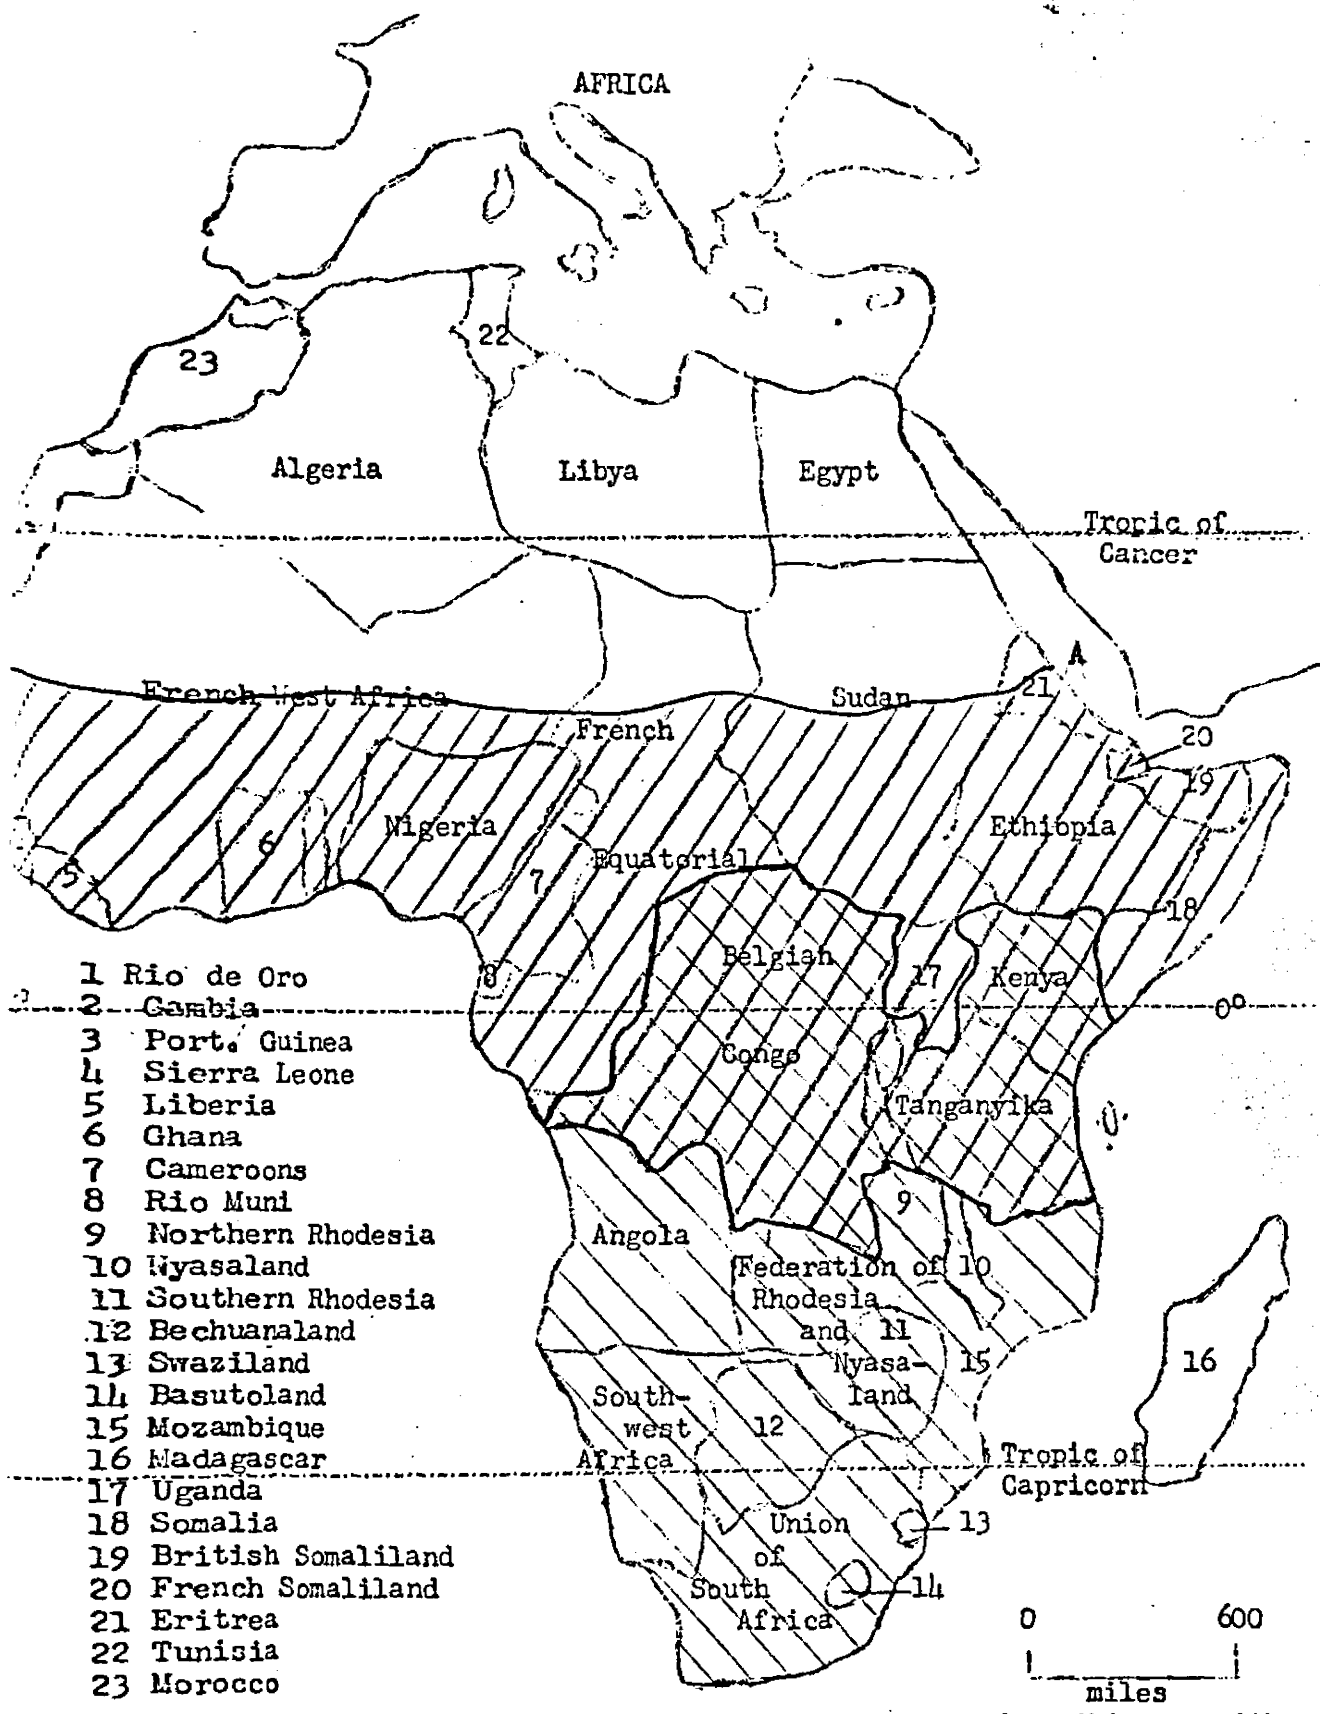 AFRICA
22
23
Algeria
Libya
Egypt
Tropic of
Cancer
A
21
French West Africa
Sudan
French
20
19
Nigeria
6
Ethiopia
Equatorial
5
7
18
Belgian
8
17
Kenya
0°
Congo
Tanganyika
9
Angola
Federation of
10
Rhodesia
and
11
Nyasa-
land
15
16
South-
west
Africa
12
Tropic of
Capricorn
Union
of
South
Africa
13
14
1 Rio de Oro
2 Gambia
3 Port. Guinea
4 Sierra Leone
5 Liberia
6 Ghana
7 Cameroons
8 Rio Muni
9 Northern Rhodesia
10 Nyasaland
11 Southern Rhodesia
12 Bechuanaland
13 Swaziland
14 Basutoland
15 Mozambique
16 Madagascar
17 Uganda
18 Somalia
19 British Somaliland
20 French Somaliland
21 Eritrea
22 Tunisia
23 Morocco
0 600
miles